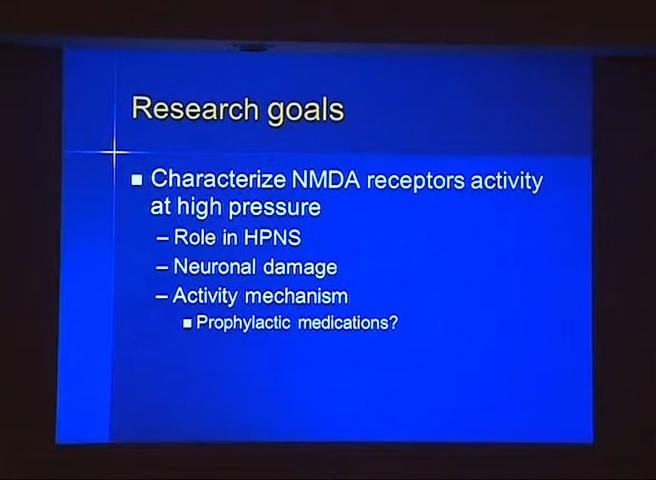 Research goals
■ Characterize NMDA receptors activity
at high pressure
– Role in HPNS
– Neuronal damage
– Activity mechanism
■ Prophylactic medications?